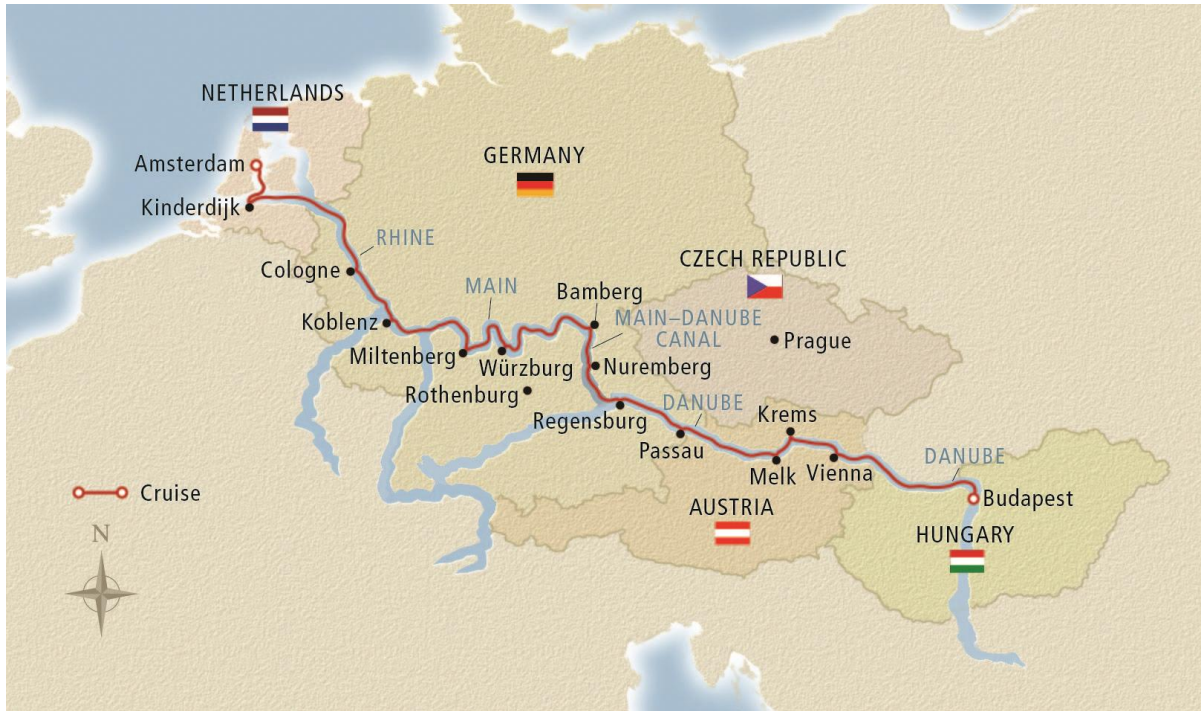 NETHERLANDS
Amsterdam
GERMANY
Kinderdijk
RHINE
CZECH REPUBLIC
Cologne
MAIN
Bamberg
Koblenz
MAIN–DANUBE
CANAL
Prague
Miltenberg
Würzburg
Nuremberg
Rothenburg
DANUBE
Krems
Regensburg
Passau
DANUBE
Melk
Vienna
Cruise
Budapest
AUSTRIA
N
HUNGARY